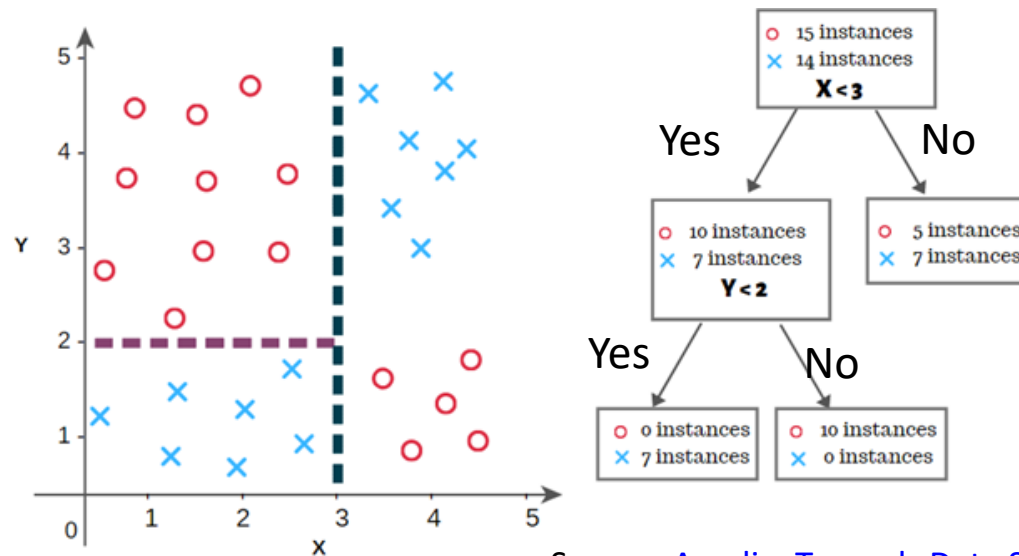 5
4
3
2
1
0
Y
1
2
3
4
5
X
15 instances
14 instances
X < 3
Yes
No
10 instances
7 instances
Y < 2
5 instances
7 instances
Yes
No
0 instances
7 instances
10 instances
0 instances